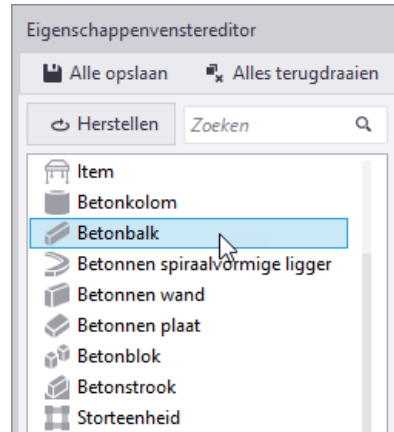 Eigenschappenvenstereditor
Alle opslaan Alles terugdraaien
Herstellen Zoeken
Item
Betonkolom
Betonbalk
Betonnen spiraalvormige ligger
Betonnen wand
Betonnen plaat
Betonblok
Betonstrook
Storteenheid